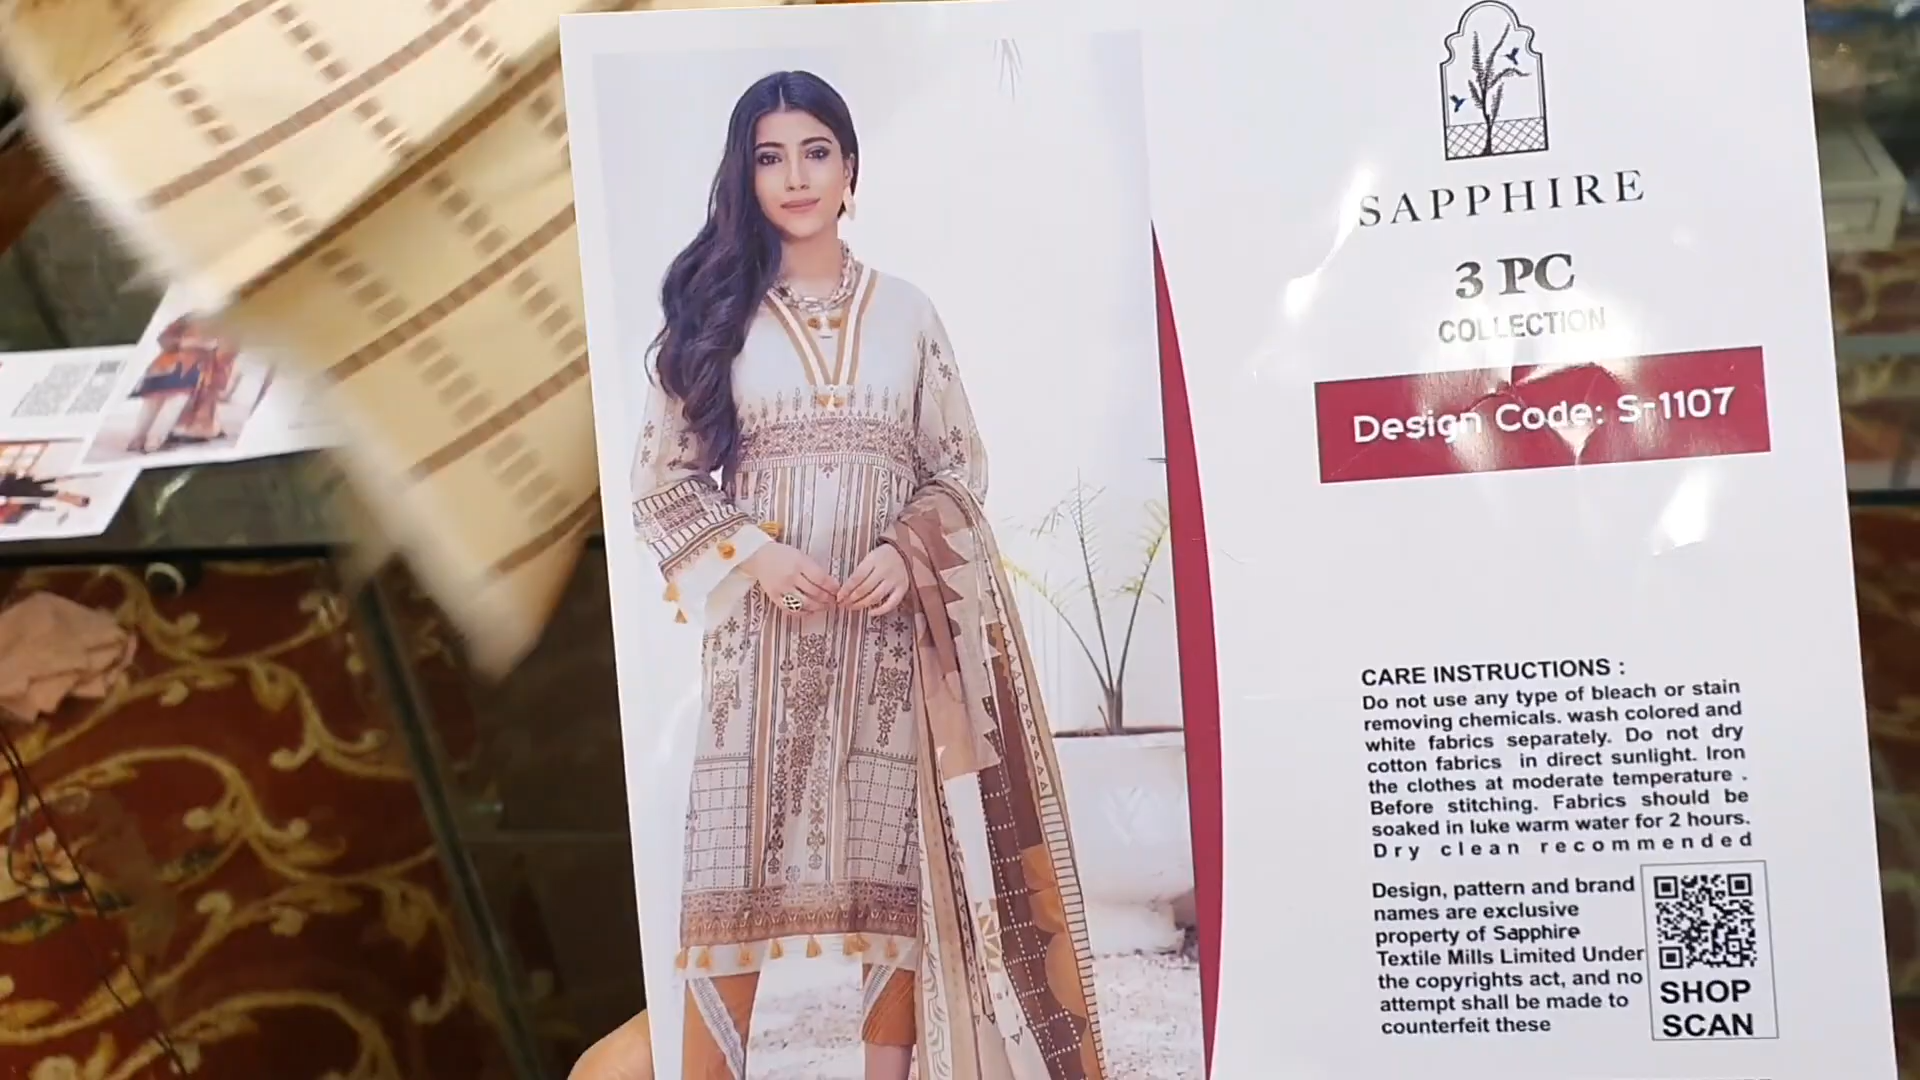 SAPPHIRE
3 PC
COLLECTION
Design Code: S-1107
CARE INSTRUCTIONS :
Do not use any type of bleach or stain
removing chemicals. wash colored and
white fabrics separately. Do not dry
cotton fabrics in direct sunlight. Iron
the clothes at moderate temperature .
Before stitching. Fabrics should be
soaked in luke warm water for 2 hours.
Dry clean recommended
Design, pattern and brand
names are exclusive
property of Sapphire
Textile Mills Limited Under
the copyrights act, and no
attempt shall be made to
counterfeit these
SHOP
SCAN